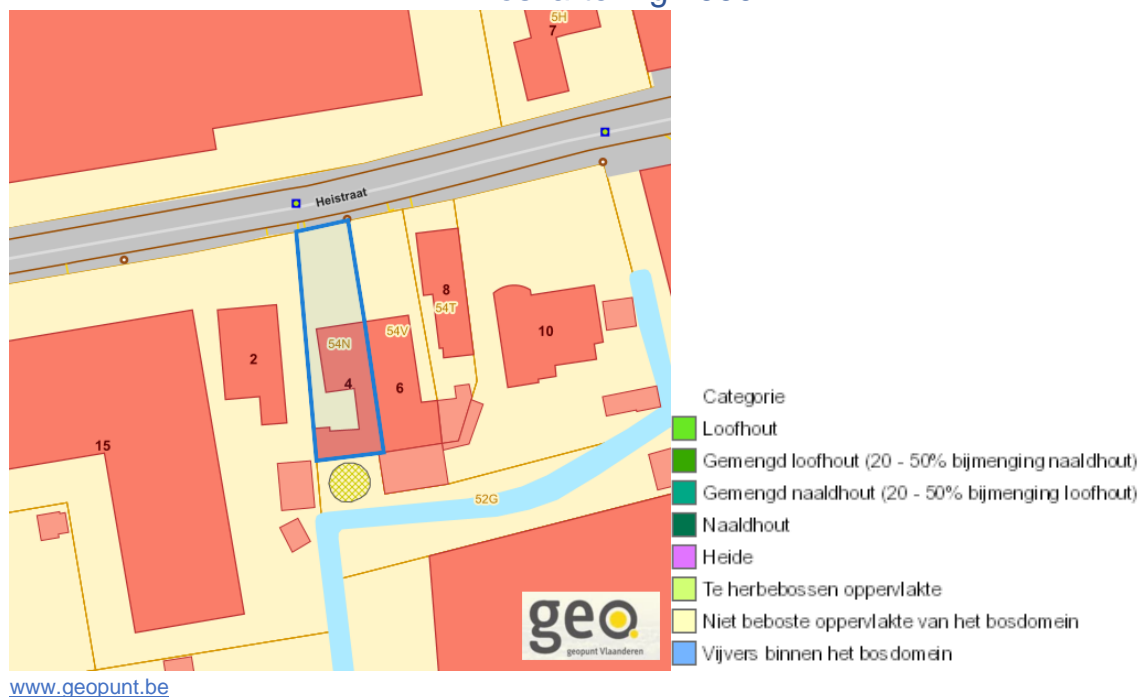 5H
7
Heistraat
8
54T
10
54V
54N
2
4
6
15
52G
geo
geopunt Vlaanderen
Categorie
Loofhout
Gemengd loofhout (20 - 50% bijmenging naaldhout)
Gemengd naaldhout (20 - 50% bijmenging loofhout)
Naaldhout
Heide
Te herbebossen oppervlakte
Niet beboste oppervlakte van het bosdomein
Vijvers binnen het bosdomein
www.geopunt.be